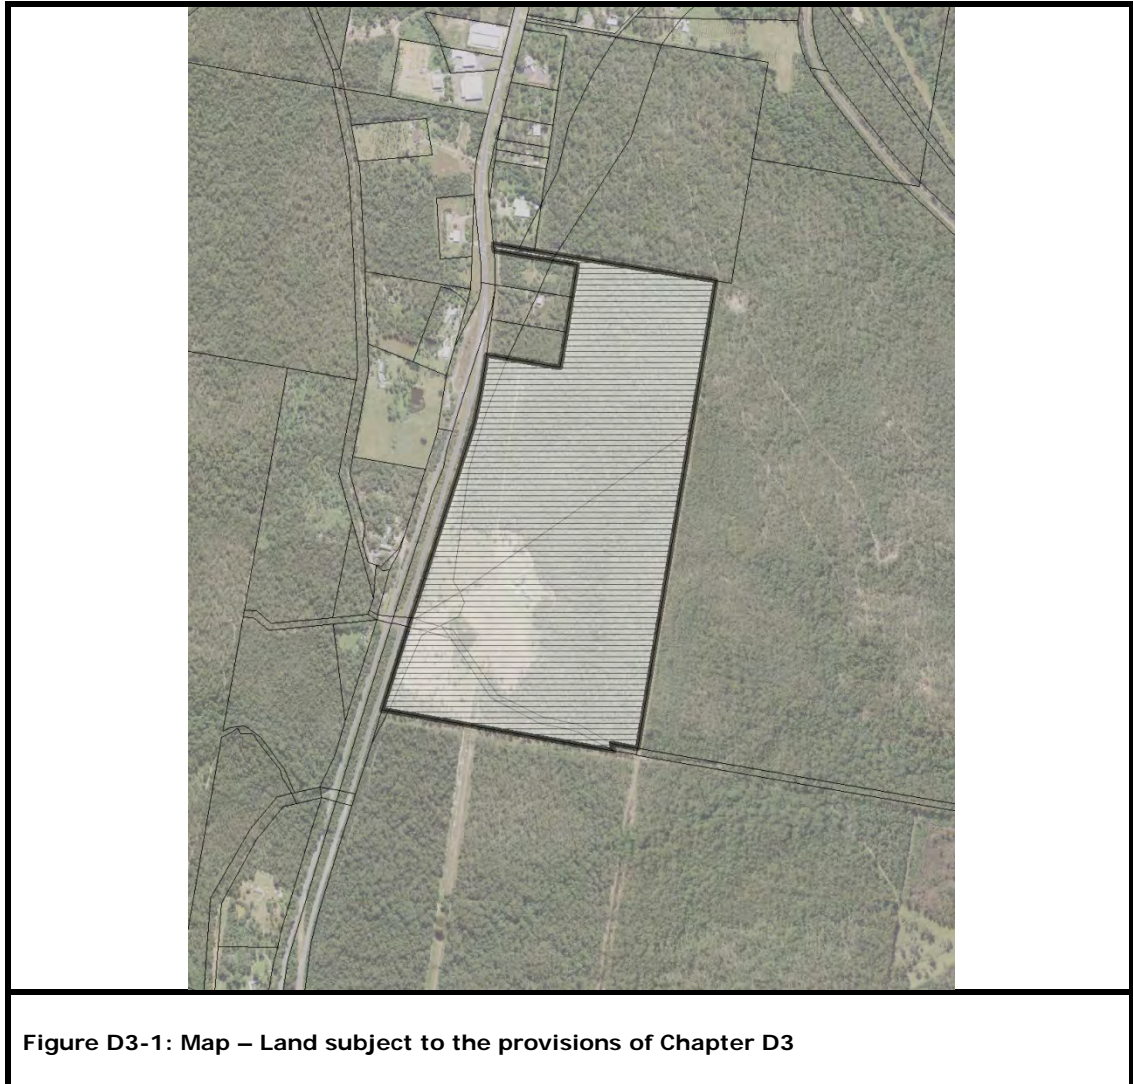 Figure D3-1: Map – Land subject to the provisions of Chapter D3